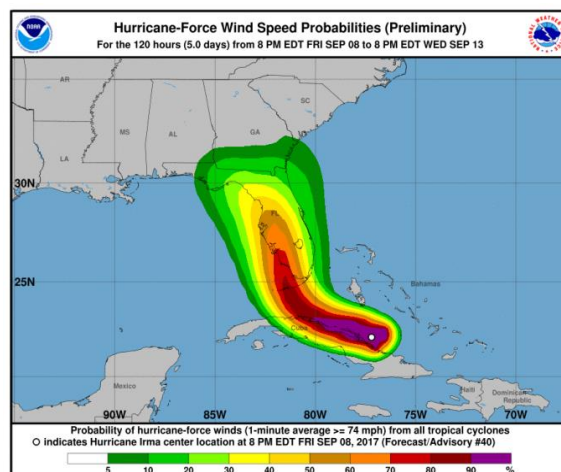 Hurricane-Force Wind Speed Probabilities (Preliminary)
For the 120 hours (5.0 days) from 8 PM EDT FRI SEP 08 to 8 PM EDT WED SEP 13
NOAA
AR
SC
MS
AL
GA
LA
30N
FL
25N
Bahamas
Cuba
Mexico
Haiti
Dominican
Republic
90W
85W
80W
75W
70W
Probability of hurricane-force winds (1-minute average >= 74 mph) from all tropical cyclones
O indicates Hurricane Irma center location at 8 PM EDT FRI SEP 08, 2017 (Forecast/Advisory #40)
5 10 20 30 40 50 60 70 80 90 %